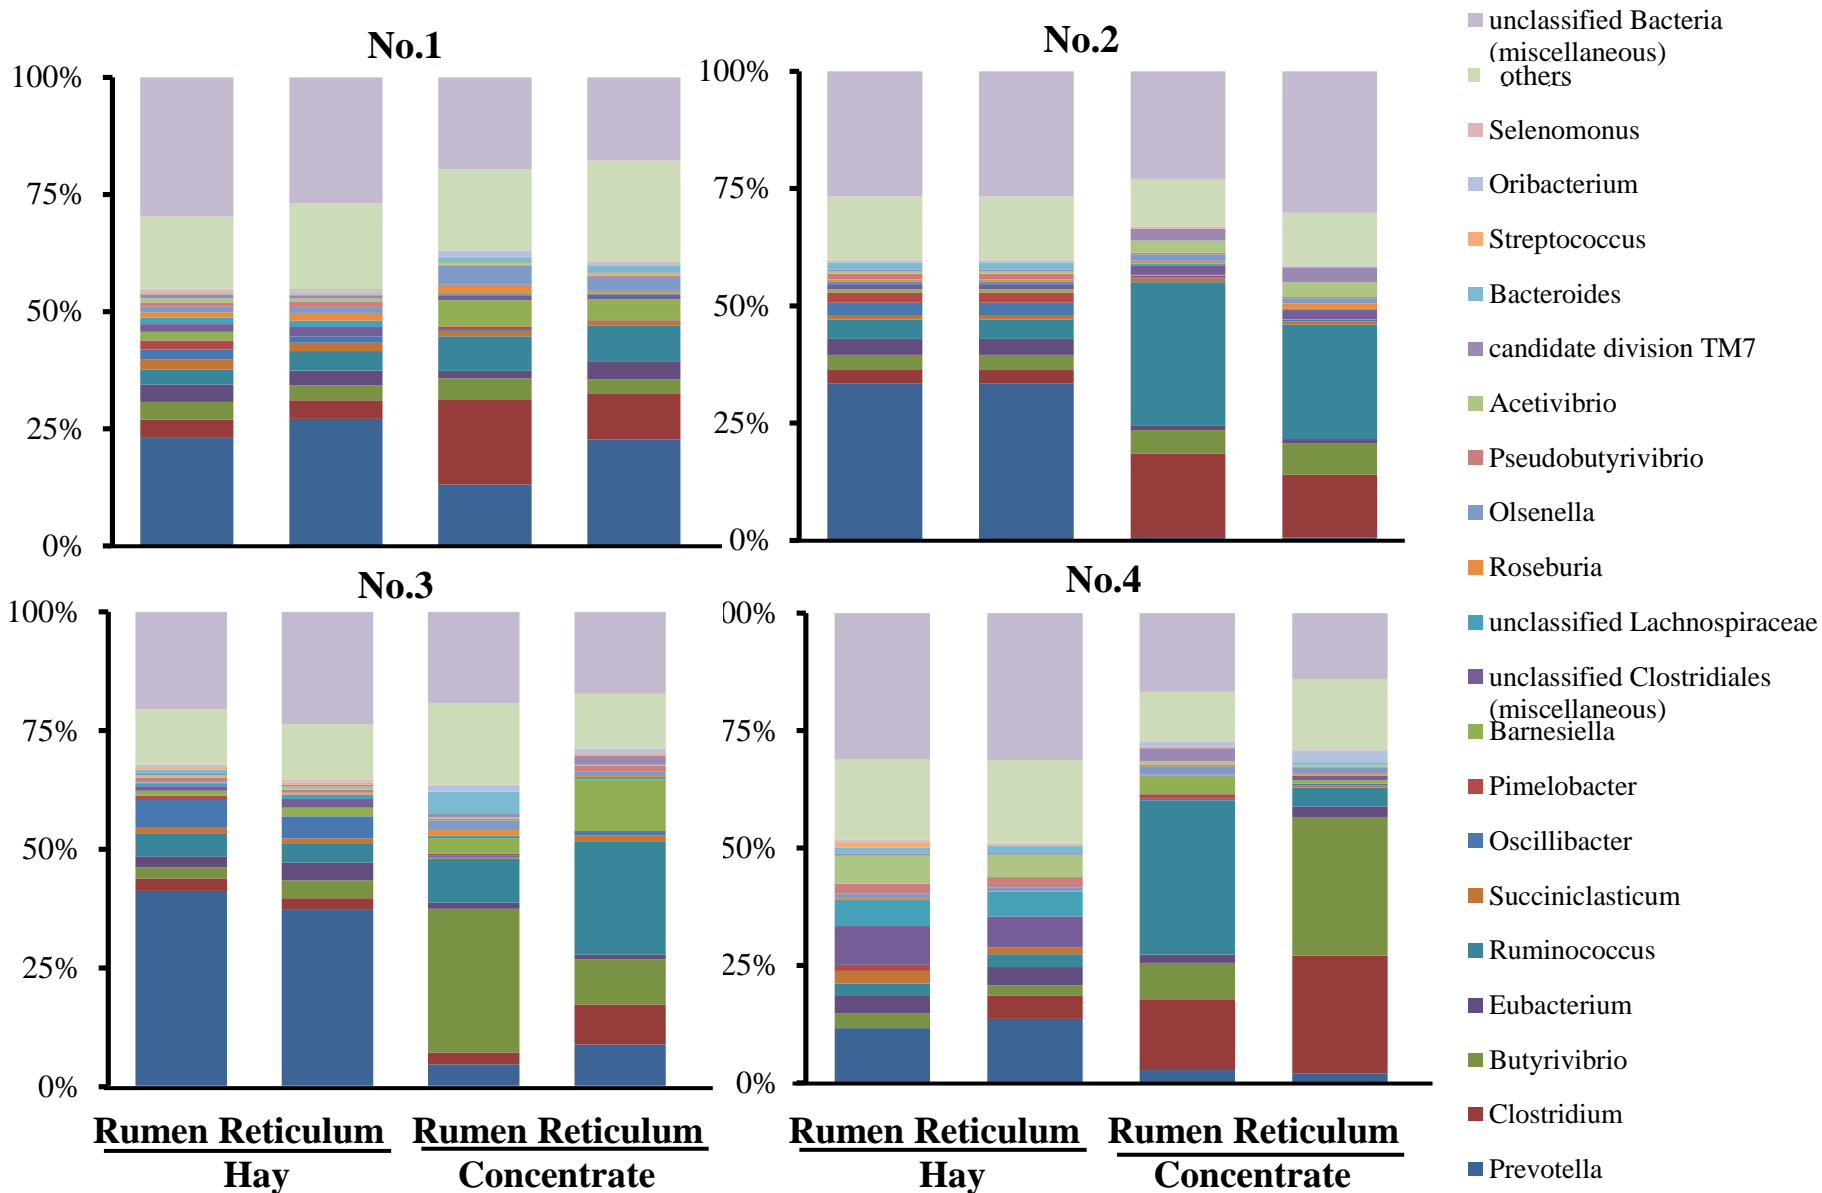 No.1
100%
75%
50%
25%
0%
No.2
100%
75%
50%
25%
0%
No.3
100%
75%
50%
25%
0%
Rumen Reticulum
Hay
Rumen Reticulum
Concentrate
No.4
00%
75%
50%
25%
0%
Rumen Reticulum
Hay
Rumen Reticulum
Concentrate
unclassified Bacteria
(miscellaneous)
others
Selenomonus
Oribacterium
Streptococcus
Bacteroides
candidate division TM7
Acetivibrio
Pseudobutyrivibrio
Olsenella
Roseburia
unclassified Lachnospiraceae
unclassified Clostridiales
(miscellaneous)
Barnesiella
Pimelobacter
Oscillibacter
Succiniclasticum
Ruminococcus
Eubacterium
Butyrivibrio
Clostridium
Prevotella